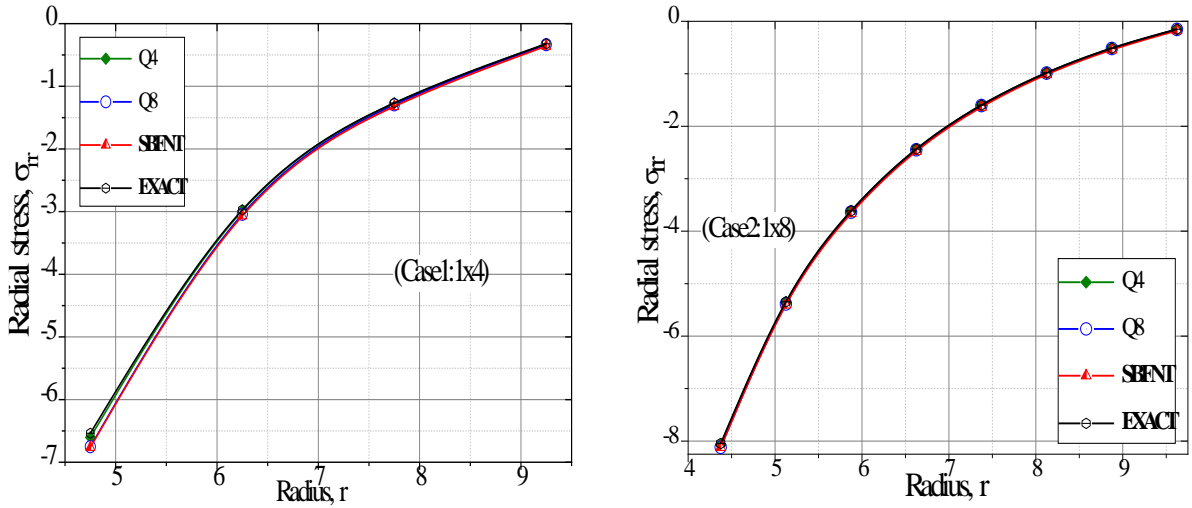 0
-1
-2
-3
-4
-5
-6
-7
5
6
7
8
9
Radial stress, σrr
Radius, r
Q4
Q8
SBFNT
EXACT
(Case1:1x4)
0
-2
-4
-6
-8
4
5
6
7
8
9
Radial stress, σrr
Radius, r
(Case2:1x8)
Q4
Q8
SBFNT
EXACT